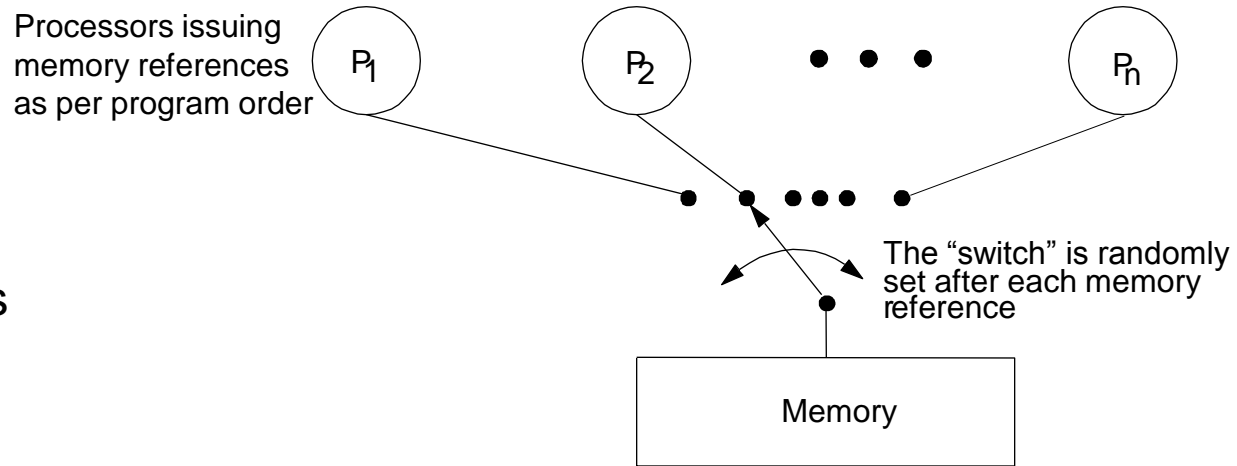 Processors issuing
memory references
as per program order
P1
P2
Pn
The “switch” is randomly
set after each memory
reference
s
Memory